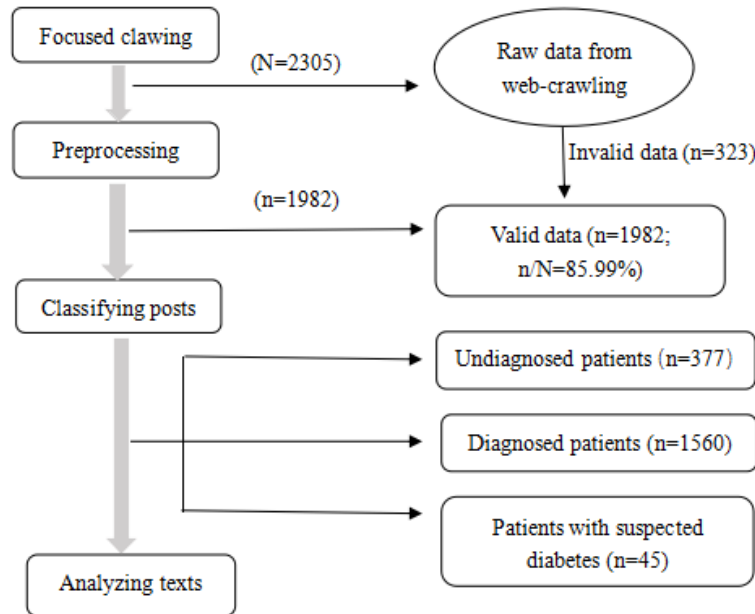 Focused clawing
(N=2305)
Raw data from
web-crawling
Preprocessing
Invalid data (n=323)
(n=1982)
Valid data (n=1982;
n/N=85.99%)
Classifying posts
Undiagnosed patients (n=377)
Diagnosed patients (n=1560)
Patients with suspected
diabetes (n=45)
Analyzing texts